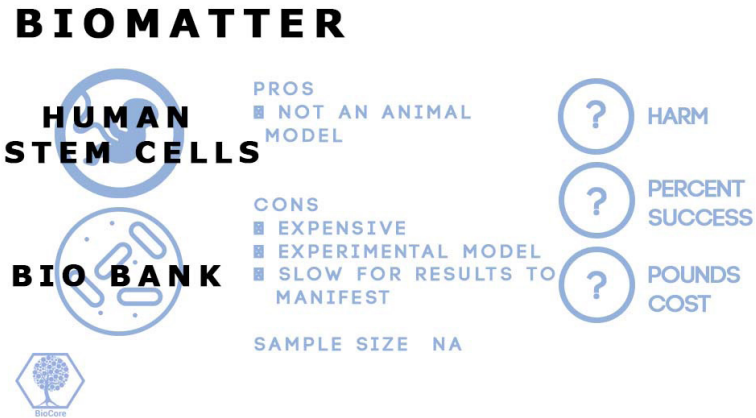 BIOMATTER
HUMAN
STEM CELLS
BIO BANK
PROS
NOT AN ANIMAL
MODEL
CONS
EXPENSIVE
EXPERIMENTAL MODEL
SLOW FOR RESULTS TO
MANIFEST
SAMPLE SIZE NA
? HARM
? PERCENT
SUCCESS
? POUNDS
COST
BioCore